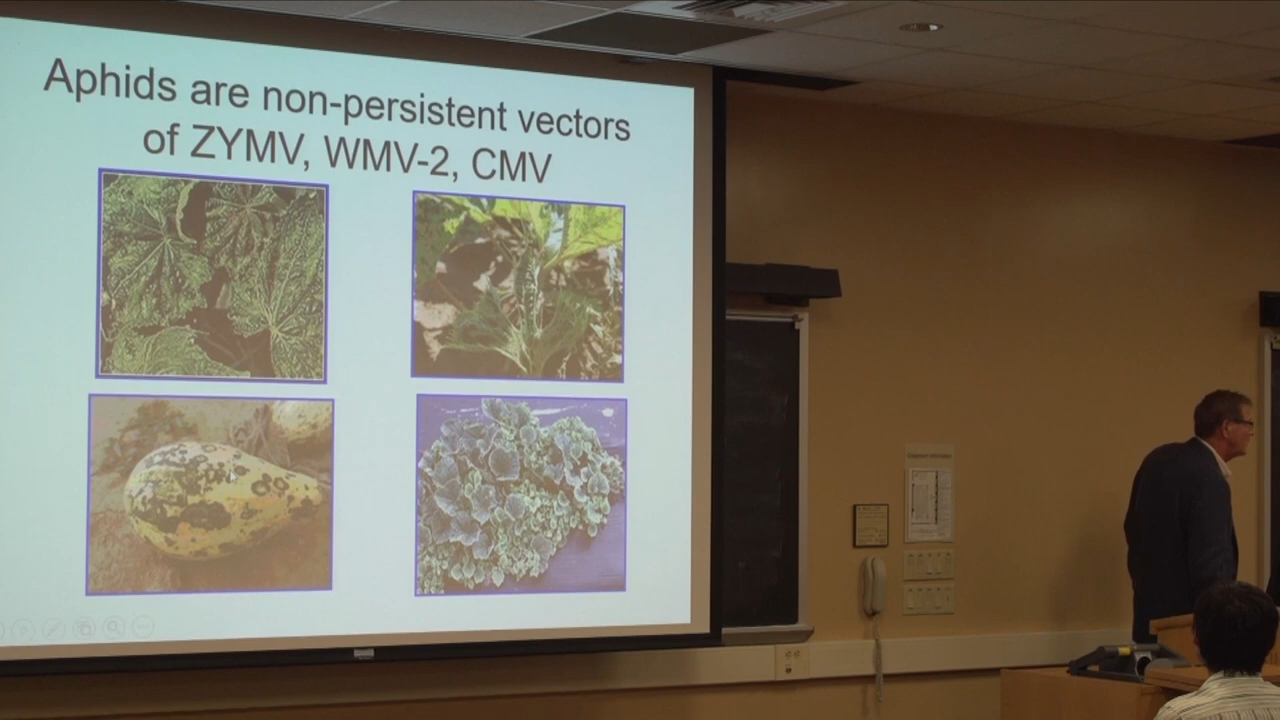 Aphids are non-persistent vectors
of ZYMV, WMV-2, CMV